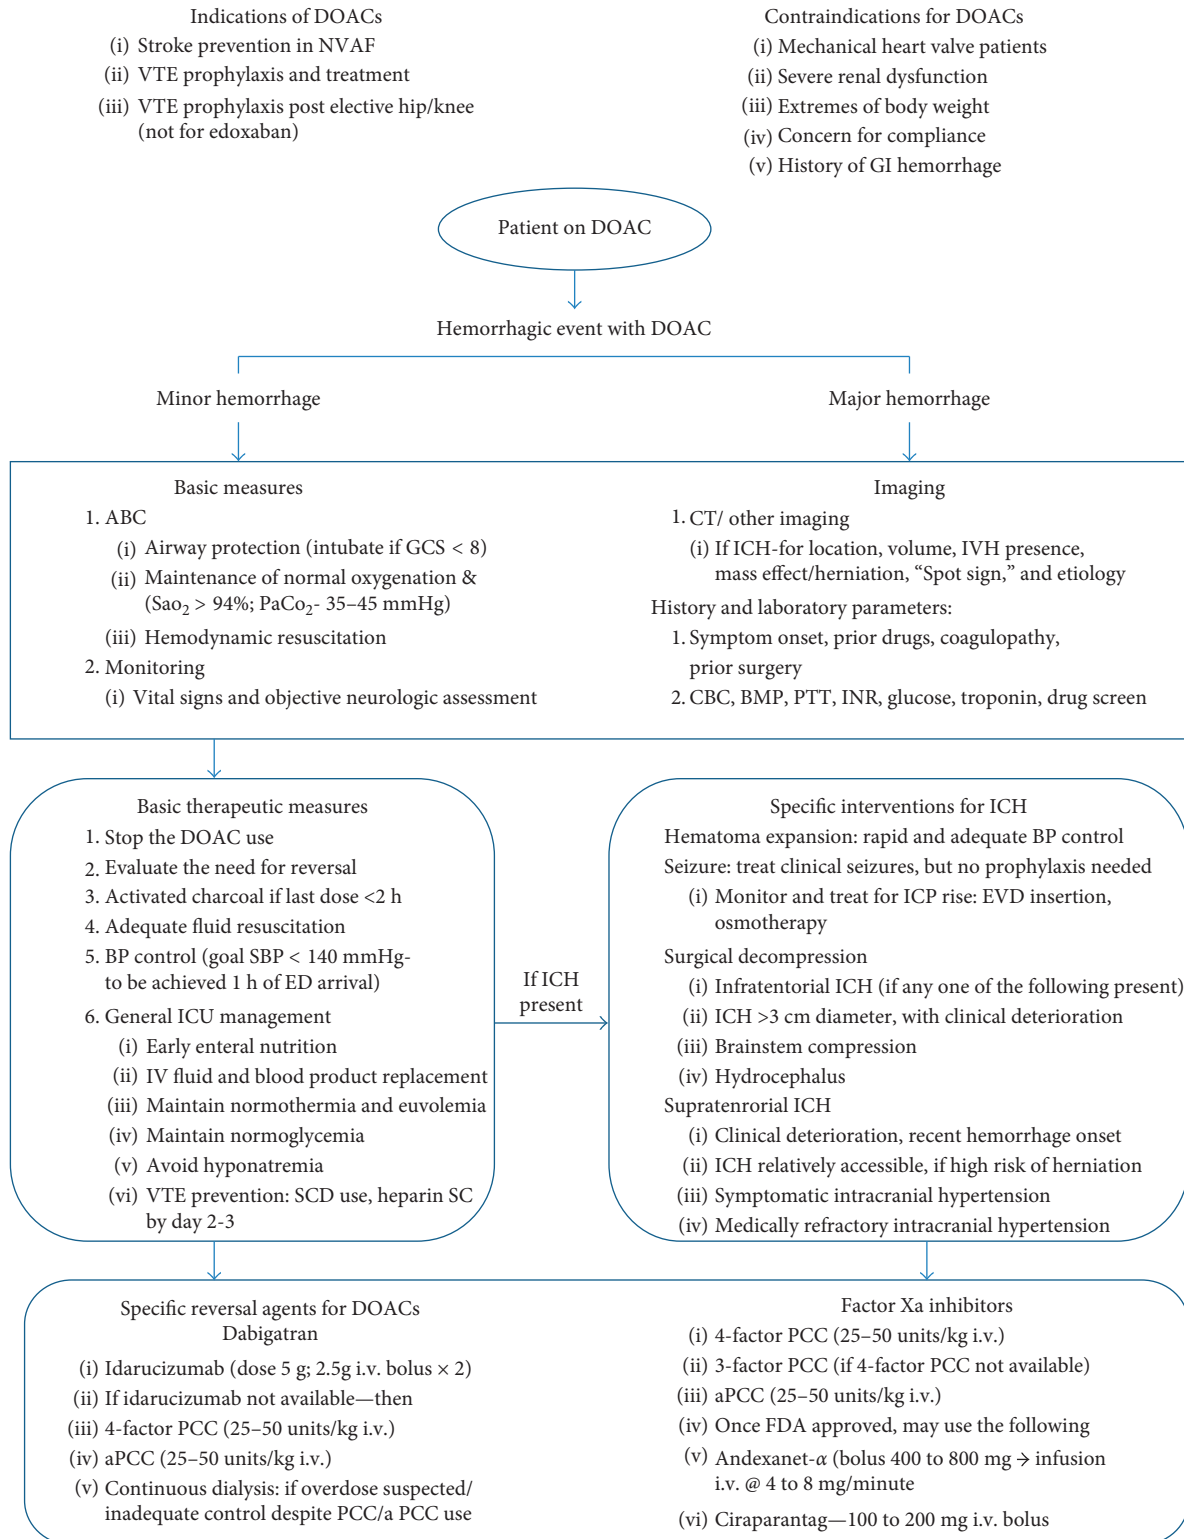 Indications of DOACs
(i) Stroke prevention in NVAF
(ii) VTE prophylaxis and treatment
(iii) VTE prophylaxis post elective hip/knee
(not for edoxaban)
Contraindications for DOACs
(i) Mechanical heart valve patients
(ii) Severe renal dysfunction
(iii) Extremes of body weight
(iv) Concern for compliance
(v) History of GI hemorrhage
Patient on DOAC
Hemorrhagic event with DOAC
Minor hemorrhage
Major hemorrhage
Basic measures
1. ABC
(i) Airway protection (intubate if GCS < 8)
(ii) Maintenance of normal oxygenation &
(Sao₂ > 94%; PaCo₂- 35–45 mmHg)
(iii) Hemodynamic resuscitation
2. Monitoring
(i) Vital signs and objective neurologic assessment
Imaging
1. CT/ other imaging
(i) If ICH-for location, volume, IVH presence,
mass effect/herniation, “Spot sign,” and etiology
History and laboratory parameters:
1. Symptom onset, prior drugs, coagulopathy,
prior surgery
2. CBC, BMP, PTT, INR, glucose, troponin, drug screen
Basic therapeutic measures
1. Stop the DOAC use
2. Evaluate the need for reversal
3. Activated charcoal if last dose <2 h
4. Adequate fluid resuscitation
5. BP control (goal SBP < 140 mmHg-
to be achieved 1 h of ED arrival)
6. General ICU management
(i) Early enteral nutrition
(ii) IV fluid and blood product replacement
(iii) Maintain normothermia and euvolemia
(iv) Maintain normoglycemia
(v) Avoid hyponatremia
(vi) VTE prevention: SCD use, heparin SC
by day 2-3
If ICH
present
Specific interventions for ICH
Hematoma expansion: rapid and adequate BP control
Seizure: treat clinical seizures, but no prophylaxis needed
(i) Monitor and treat for ICP rise: EVD insertion,
osmotherapy
Surgical decompression
(i) Infratentorial ICH (if any one of the following present)
(ii) ICH >3 cm diameter, with clinical deterioration
(iii) Brainstem compression
(iv) Hydrocephalus
Supratenrorial ICH
(i) Clinical deterioration, recent hemorrhage onset
(ii) ICH relatively accessible, if high risk of herniation
(iii) Symptomatic intracranial hypertension
(iv) Medically refractory intracranial hypertension
Specific reversal agents for DOACs
Dabigatran
(i) Idarucizumab (dose 5 g; 2.5g i.v. bolus × 2)
(ii) If idarucizumab not available—then
(iii) 4-factor PCC (25–50 units/kg i.v.)
(iv) aPCC (25–50 units/kg i.v.)
(v) Continuous dialysis: if overdose suspected/
inadequate control despite PCC/a PCC use
Factor Xa inhibitors
(i) 4-factor PCC (25–50 units/kg i.v.)
(ii) 3-factor PCC (if 4-factor PCC not available)
(iii) aPCC (25–50 units/kg i.v.)
(iv) Once FDA approved, may use the following
(v) Andexanet-α (bolus 400 to 800 mg → infusion
i.v. @ 4 to 8 mg/minute
(vi) Ciraparantag—100 to 200 mg i.v. bolus